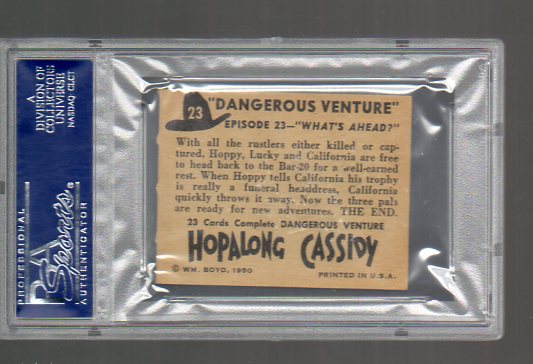 A
DIVISION OF
COLLECTORS
UNIVERSE
NASDAQ CLCT
PSA
Sports®
PROFESSIONAL
AUTHENTICATOR
23
"DANGEROUS VENTURE"
EPISODE 23—"WHAT'S AHEAD?"
With all the rustlers either killed or cap-
tured, Hoppy, Lucky and California are free
to head back to the Bar-20 for a well-earned
rest. When Hoppy tells California his trophy
is really a funeral headdress, California
quickly throws it away. Now the three pals
are ready for new adventures. THE END.
23 Cards Complete DANGEROUS VENTURE
HOPALONG CASSIDY
© WM. BOYD, 1950
PRINTED IN U.S.A.